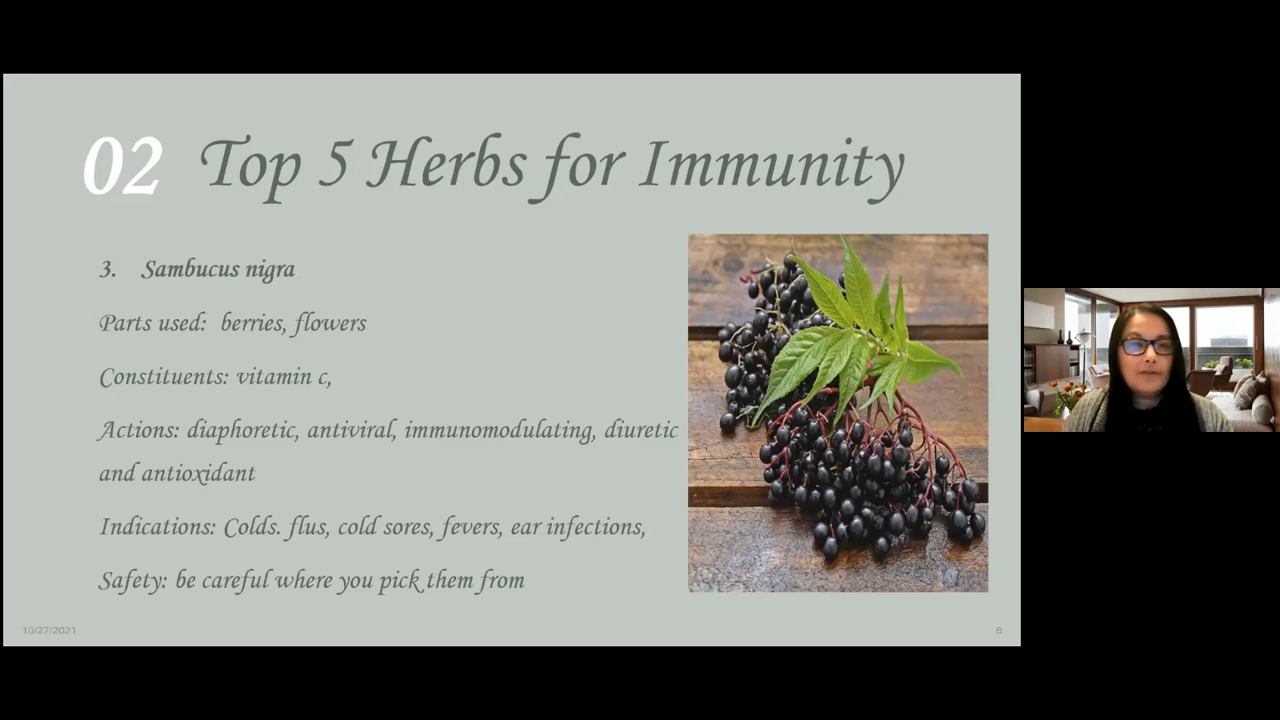 02 Top 5 Herbs for Immunity
3. Sambucus nigra
Parts used: berries, flowers
Constituents: vitamin c,
Actions: diaphoretic, antiviral, immunomodulating, diuretic
and antioxidant
Indications: Colds. flus, cold sores, fevers, ear infections,
Safety: be careful where you pick them from
10/27/2021
8